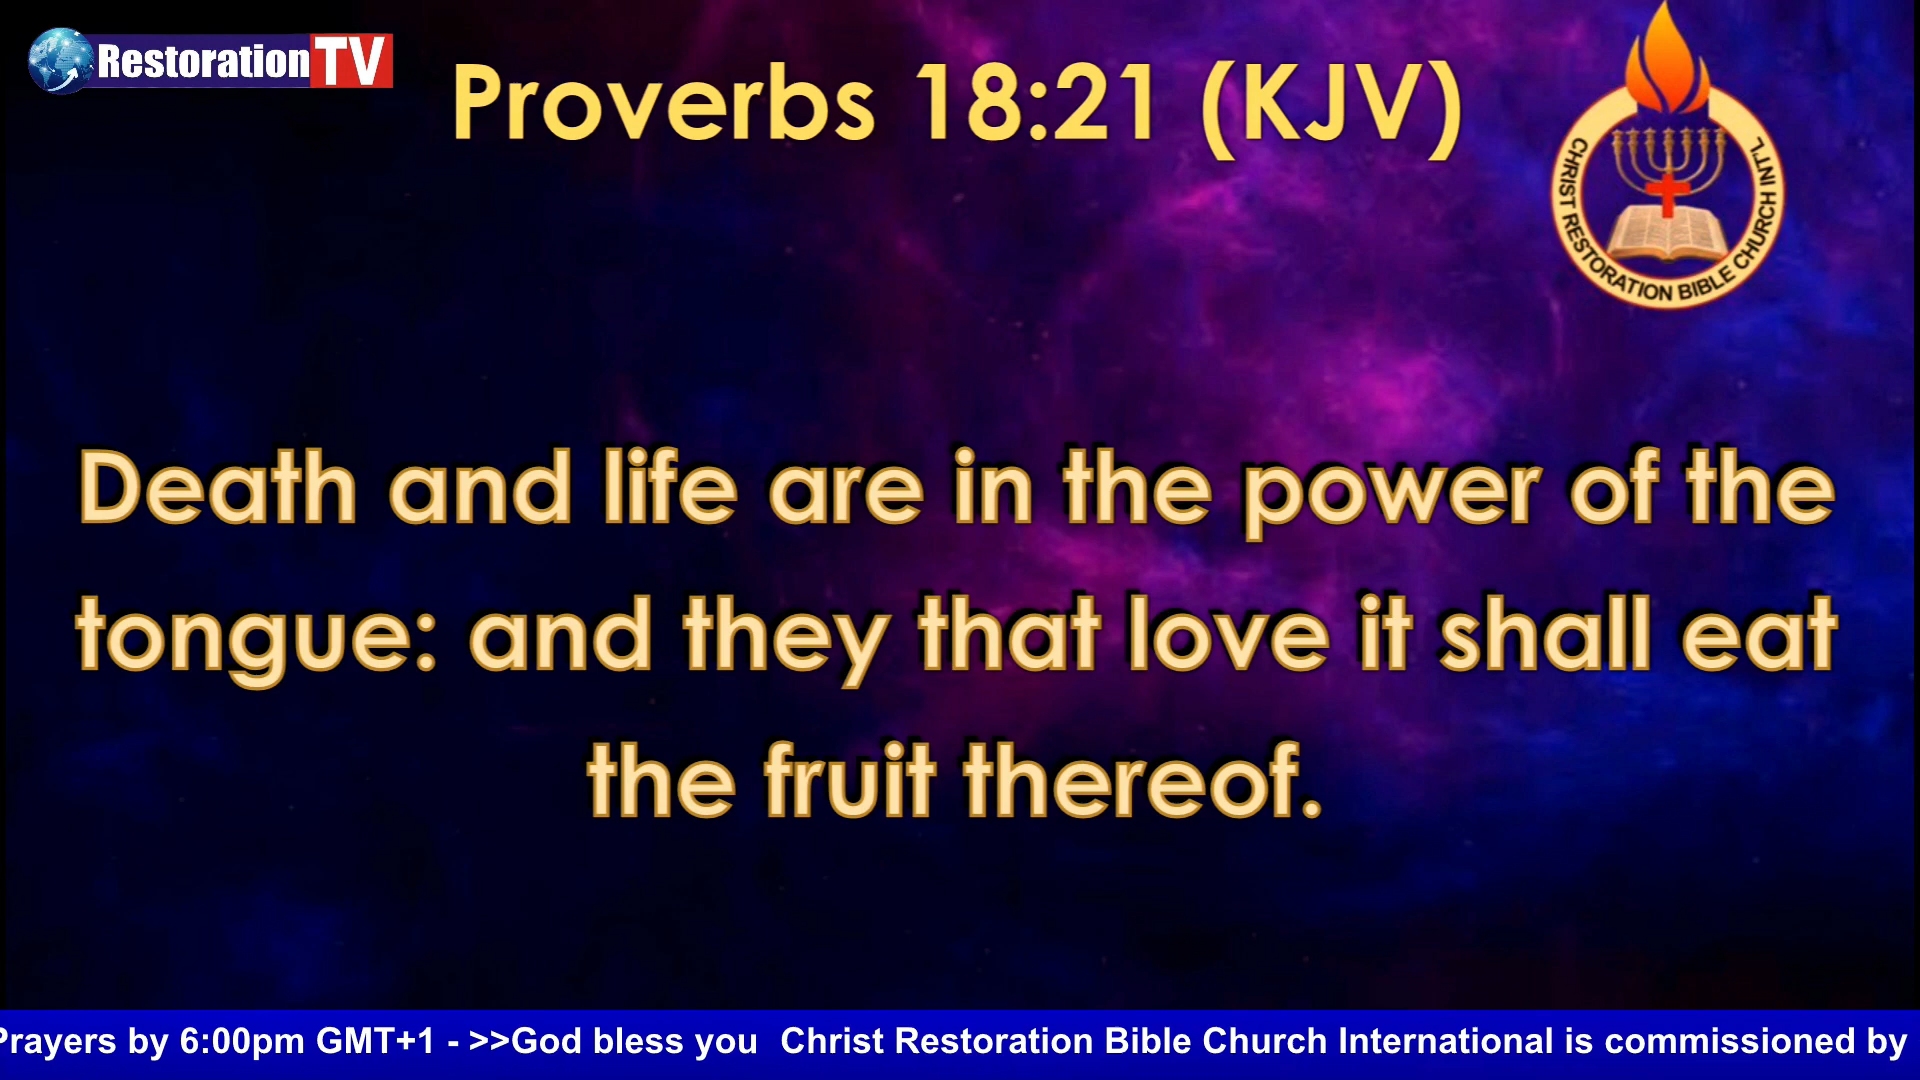 RestorationTV
Proverbs 18:21 (KJV)
CHRIST RESTORATION BIBLE CHURCH INT'L
Death and life are in the power of the
tongue: and they that love it shall eat
the fruit thereof.
Prayers by 6:00pm GMT+1 - >>God bless you  Christ Restoration Bible Church International is commissioned by